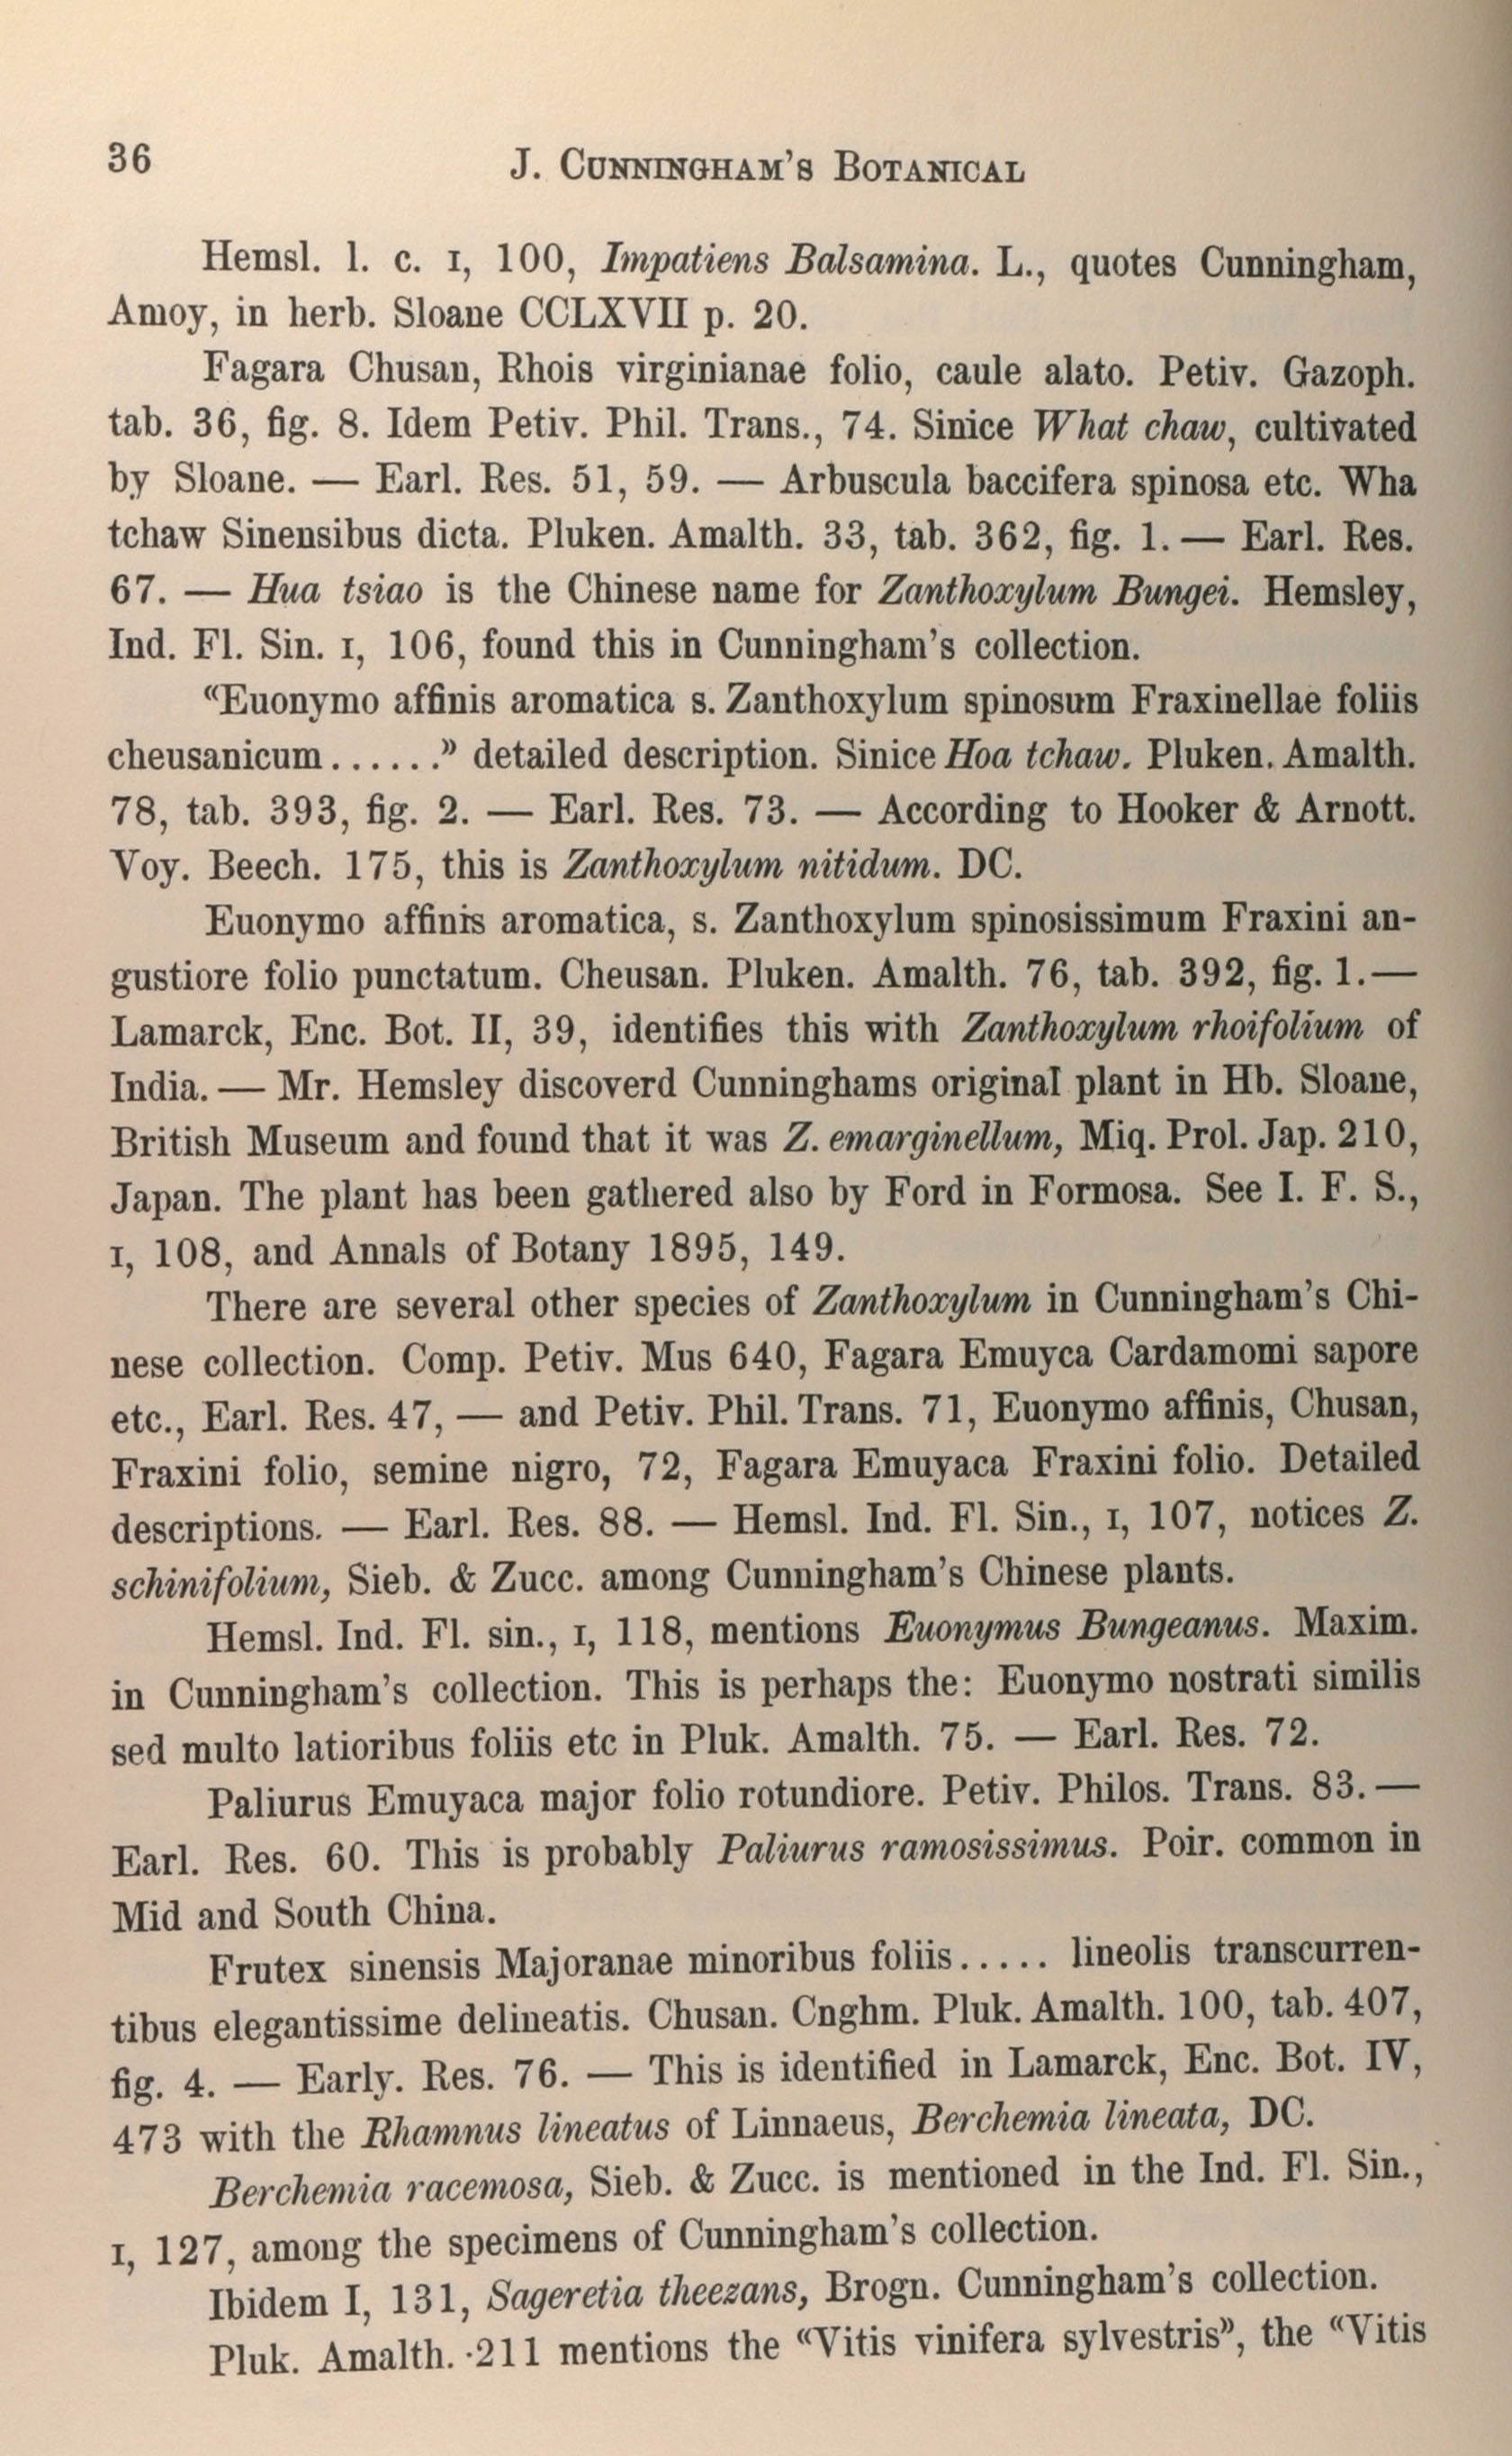 36
J. Cunningham's Botanical
Hemsl. l. c. I, 100, Impatiens Balsamina. L., quotes Cunningham,
Amoy, in herb. Sloane CCLXVII p. 20.
Fagara Chusan, Rhois virginianae folio, caule alato. Petiv. Gazoph.
tab. 36, fig. 8. Idem Petiv. Phil. Trans., 74. Sinice What chaw, cultivated
by Sloane. — Earl. Res. 51, 59. — Arbuscula baccifera spinosa etc. Wha
tchaw Sinensibus dicta. Pluken. Amalth. 33, tab. 362, fig. 1. — Earl. Res.
67. — Hua tsiao is the Chinese name for Zanthoxylum Bungei. Hemsley,
Ind. Fl. Sin. I, 106, found this in Cunningham's collection.
“Euonymo affinis aromatica s. Zanthoxylum spinosum Fraxinellae foliis
cheusanicum......” detailed description. Sinice Hoa tchaw. Pluken. Amalth.
78, tab. 393, fig. 2. — Earl. Res. 73. — According to Hooker & Arnott.
Voy. Beech. 175, this is Zanthoxylum nitidum. DC.
Euonymo affinis aromatica, s. Zanthoxylum spinosissimum Fraxini an-
gustiore folio punctatum. Cheusan. Pluken. Amalth. 76, tab. 392, fig. 1. —
Lamarck, Enc. Bot. II, 39, identifies this with Zanthoxylum rhoifolium of
India. — Mr. Hemsley discoverd Cunninghams original plant in Hb. Sloane,
British Museum and found that it was Z. emarginellum, Miq. Prol. Jap. 210,
Japan. The plant has been gathered also by Ford in Formosa. See I. F. S.,
I, 108, and Annals of Botany 1895, 149.
There are several other species of Zanthoxylum in Cunningham's Chi-
nese collection. Comp. Petiv. Mus 640, Fagara Emuyca Cardamomi sapore
etc., Earl. Res. 47, — and Petiv. Phil. Trans. 71, Euonymo affinis, Chusan,
Fraxini folio, semine nigro, 72, Fagara Emuyaca Fraxini folio. Detailed
descriptions. — Earl. Res. 88. — Hemsl. Ind. Fl. Sin., I, 107, notices Z.
schinifolium, Sieb. & Zucc. among Cunningham's Chinese plants.
Hemsl. Ind. Fl. sin., I, 118, mentions Euonymus Bungeanus. Maxim.
in Cunningham's collection. This is perhaps the: Euonymo nostrati similis
sed multo latioribus foliis etc in Pluk. Amalth. 75. — Earl. Res. 72.
Paliurus Emuyaca major folio rotundiore. Petiv. Philos. Trans. 83. —
Earl. Res. 60. This is probably Paliurus ramosissimus. Poir. common in
Mid and South China.
Frutex sinensis Majoranae minoribus foliis..... lineolis transcurren-
tibus elegantissime delineatis. Chusan. Cnghm. Pluk. Amalth. 100, tab. 407,
fig. 4. — Early. Res. 76. — This is identified in Lamarck, Enc. Bot. IV,
473 with the Rhamnus lineatus of Linnaeus, Berchemia lineata, DC.
Berchemia racemosa, Sieb. & Zucc. is mentioned in the Ind. Fl. Sin.,
I, 127, among the specimens of Cunningham's collection.
Ibidem I, 131, Sageretia theezans, Brogn. Cunningham's collection.
Pluk. Amalth. 211 mentions the “Vitis vinifera sylvestris”, the “Vitis